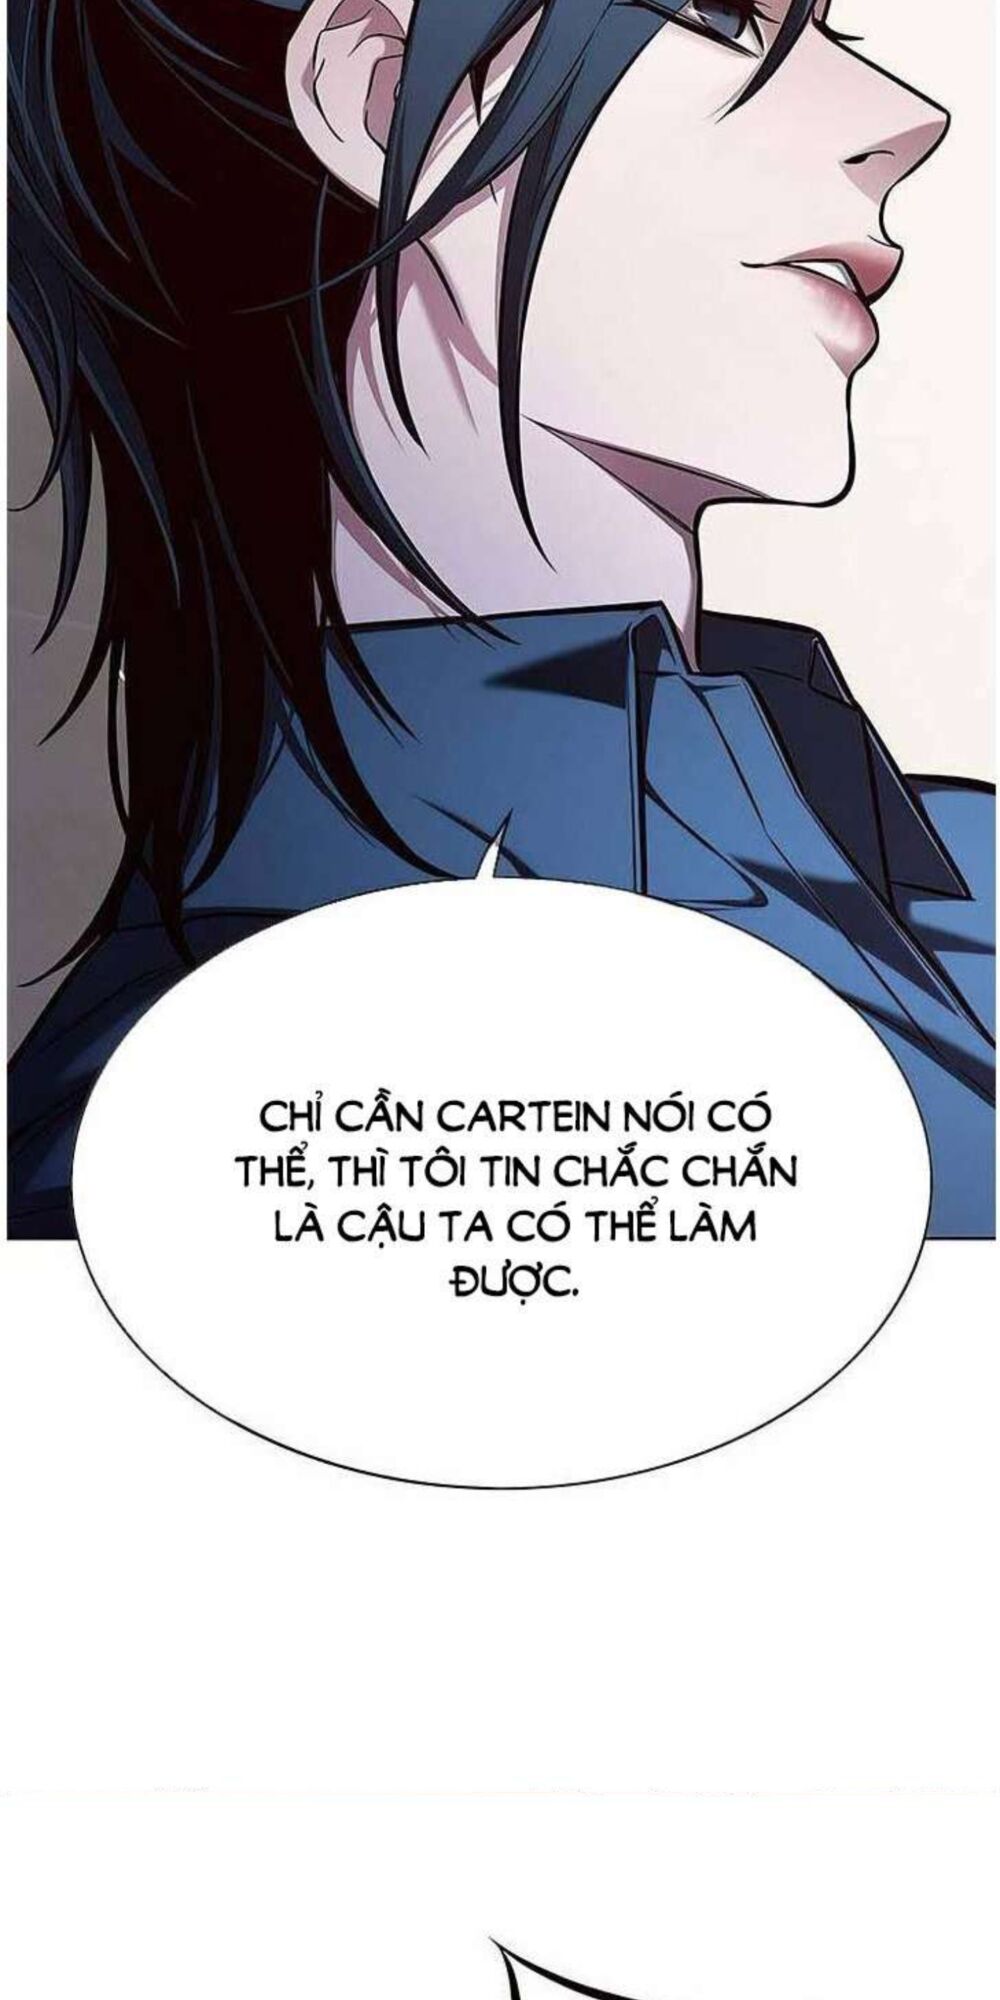 CHỈ CẦN CARTEIN NÓI CÓ
THỂ, THÌ TÔI TIN CHẮC CHẮN
LÀ CẬU TA CÓ THỂ LÀM
ĐƯỢC.